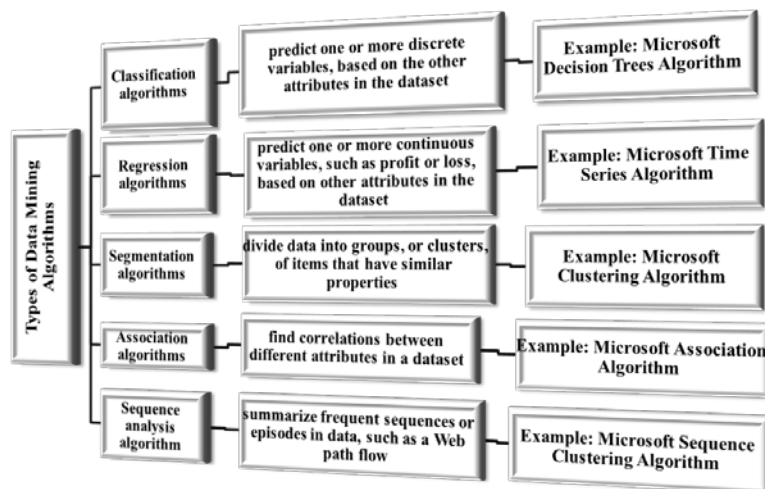 Types of Data Mining
Algorithms
Classification
algorithms
predict one or more discrete
variables, based on the other
attributes in the dataset
Example: Microsoft
Decision Trees Algorithm
Regression
algorithms
predict one or more continuous
variables, such as profit or loss,
based on other attributes in the
dataset
Example: Microsoft Time
Series Algorithm
Segmentation
algorithms
divide data into groups, or clusters,
of items that have similar
properties
Example: Microsoft
Clustering Algorithm
Association
algorithms
find correlations between
different attributes in a dataset
Example: Microsoft Association
Algorithm
Sequence
analysis
algorithm
summarize frequent sequences or
episodes in data, such as a Web
path flow
Example: Microsoft Sequence
Clustering Algorithm